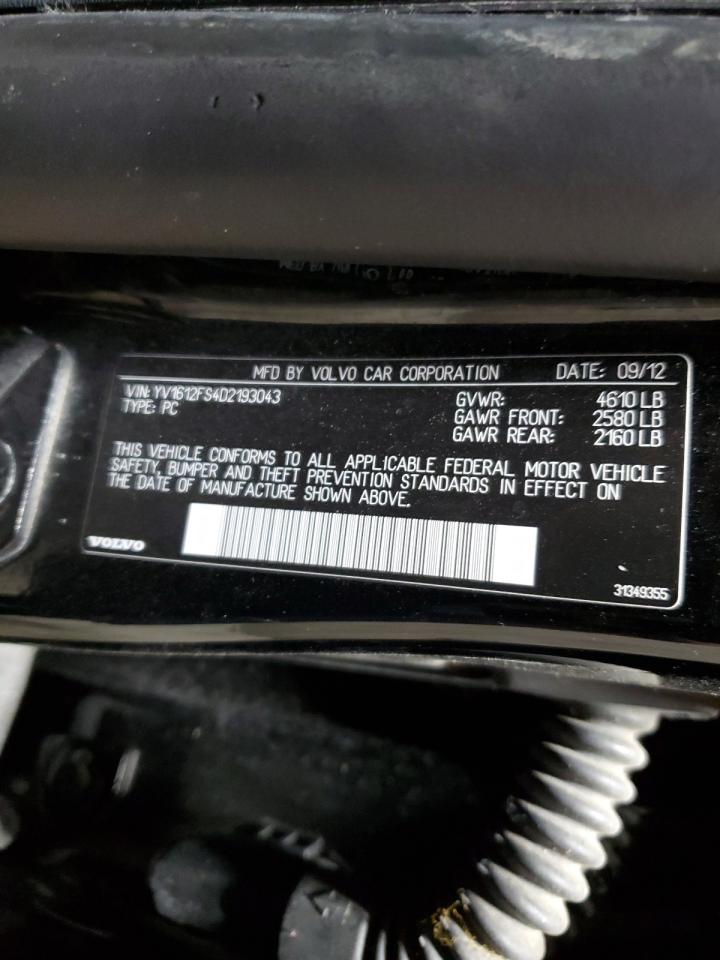 MFD BY VOLVO CAR CORPORATION DATE: 09/12
VIN: YV1612FS4D2193043 GVWR: 4610 LB
TYPE: PC GAWR FRONT: 2580 LB
GAWR REAR: 2160 LB
THIS VEHICLE CONFORMS TO ALL APPLICABLE FEDERAL MOTOR VEHICLE
SAFETY, BUMPER AND THEFT PREVENTION STANDARDS IN EFFECT ON
THE DATE OF MANUFACTURE SHOWN ABOVE.
VOLVO
31349355